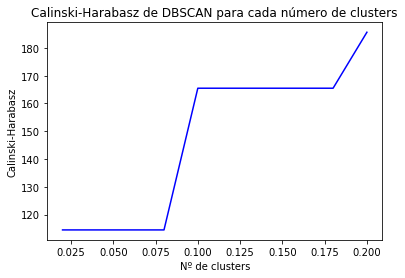 Calinski-Harabasz de DBSCAN para cada número de clusters
Calinski-Harabasz
180
170
160
150
140
130
120
0.025 0.050 0.075 0.100 0.125 0.150 0.175 0.200
Nº de clusters